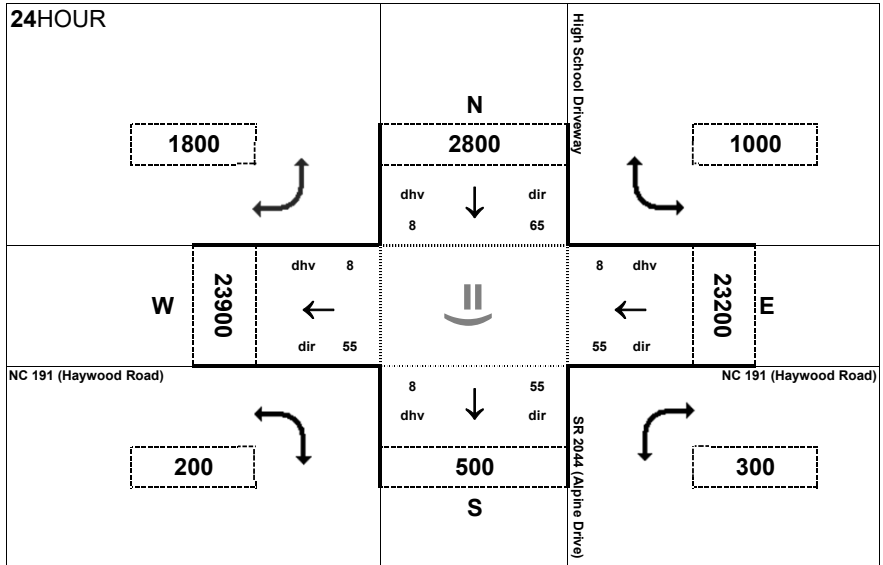 24HOUR
High School Driveway
N
1800
2800
1000
dhv
dir
8
65
dhv 8
8 dhv
W
23900
23200
E
dir 55
55 dir
NC 191 (Haywood Road)
NC 191 (Haywood Road)
8
55
dhv
dir
SR 2044 (Alpine Drive)
200
500
300
S